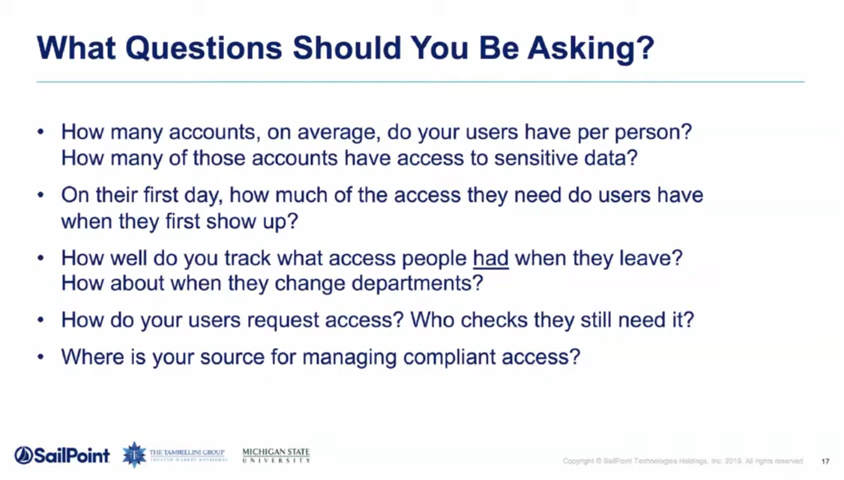 What Questions Should You Be Asking?
• How many accounts, on average, do your users have per person?
How many of those accounts have access to sensitive data?
• On their first day, how much of the access they need do users have
when they first show up?
• How well do you track what access people had when they leave?
How about when they change departments?
• How do your users request access? Who checks they still need it?
• Where is your source for managing compliant access?
SailPoint
T
THE TAMBELLINI GROUP
MICHIGAN STATE
UNIVERSITY
Copyright © SailPoint Technologies Holdings, Inc. 2019. All rights reserved
17